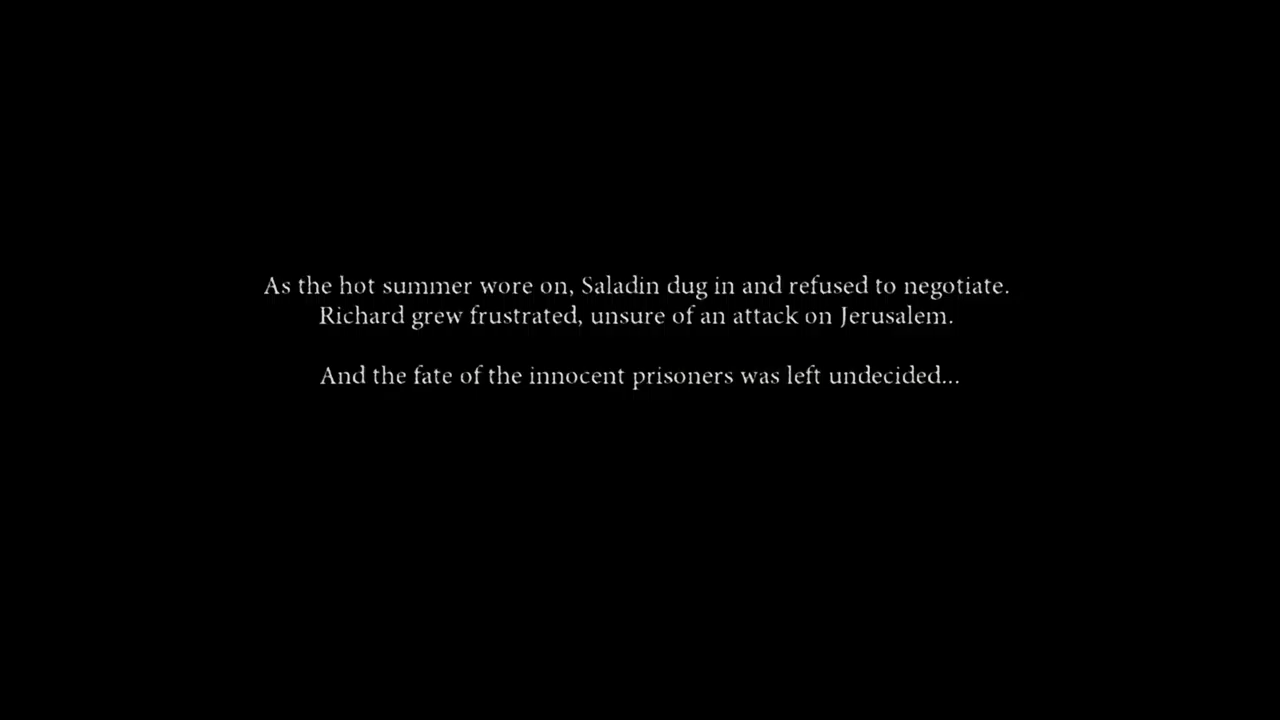 As the hot summer wore on, Saladin dug in and refused to negotiate.
Richard grew frustrated, unsure of an attack on Jerusalem.
And the fate of the innocent prisoners was left undecided...